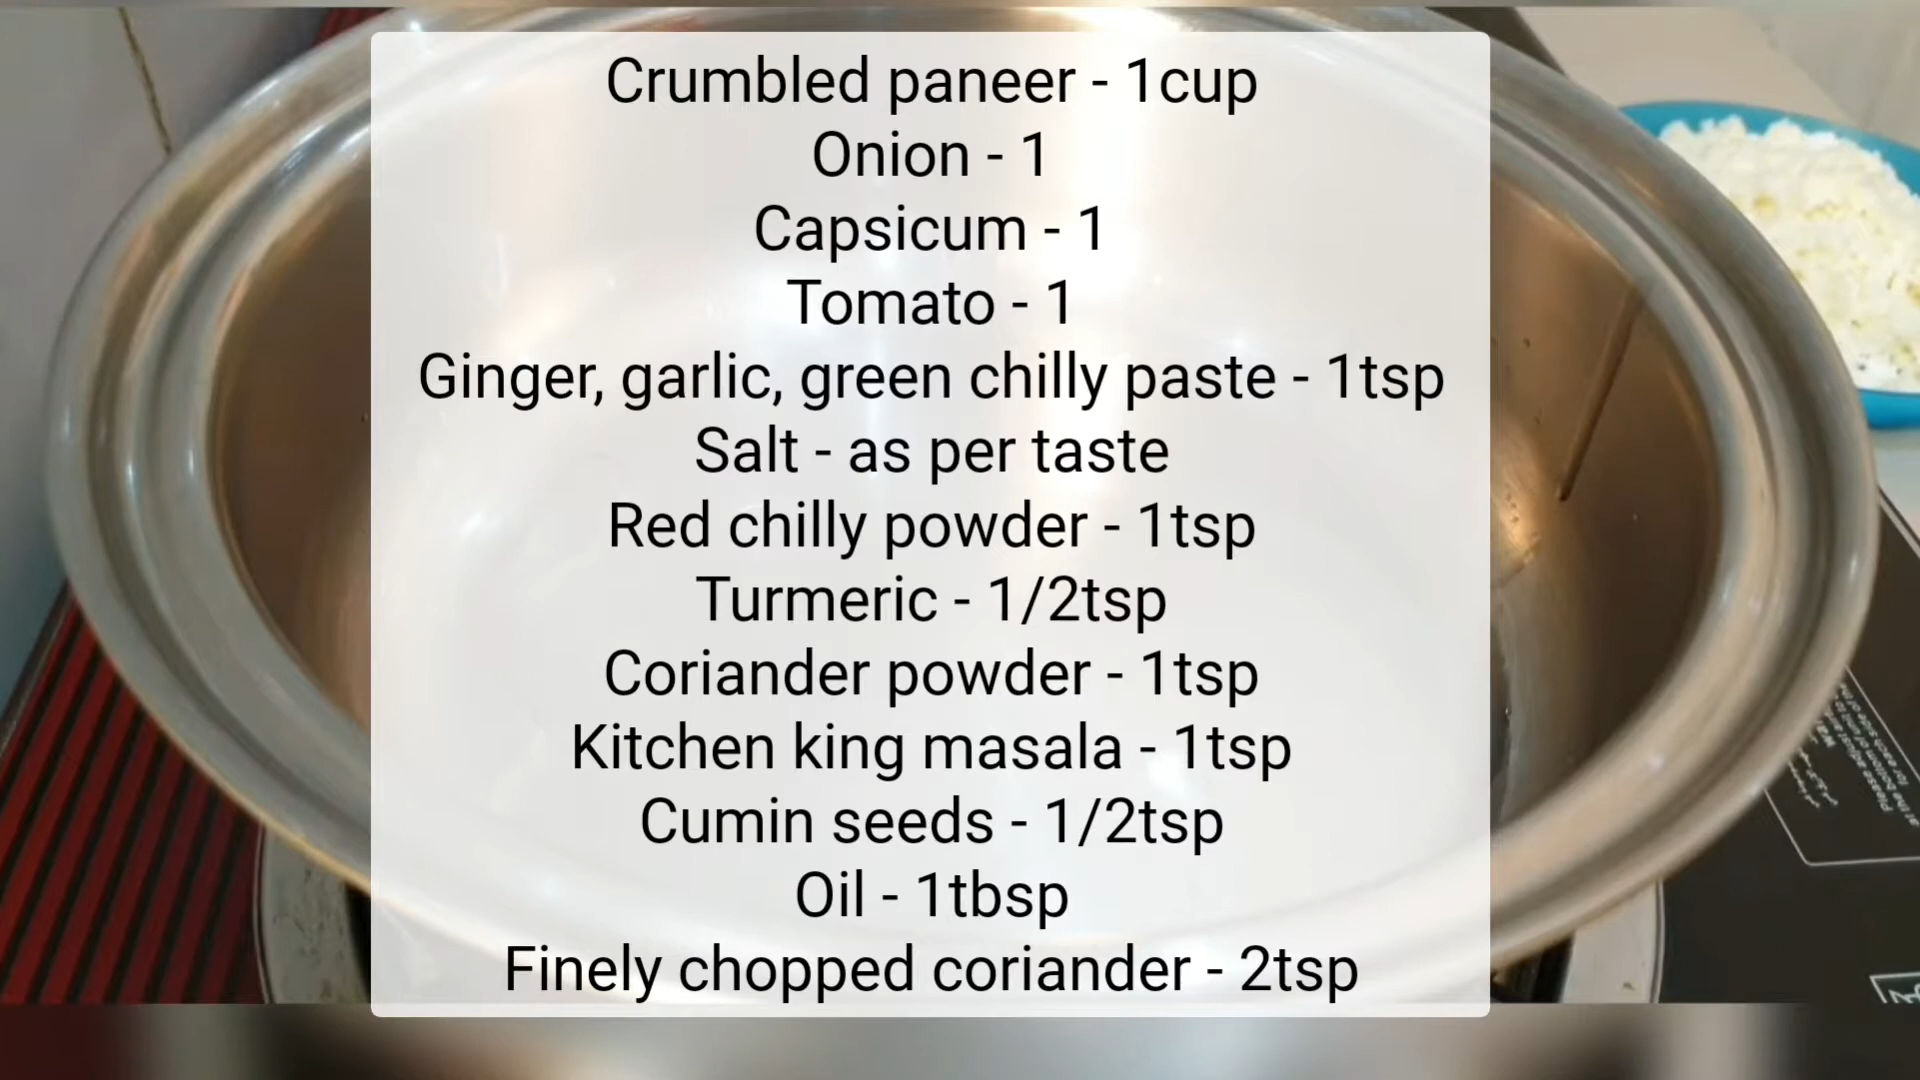 Crumbled paneer - 1cup
Onion - 1
Capsicum - 1
Tomato - 1
Ginger, garlic, green chilly paste - 1tsp
Salt - as per taste
Red chilly powder - 1tsp
Turmeric - 1/2tsp
Coriander powder - 1tsp
Kitchen king masala - 1tsp
Cumin seeds - 1/2tsp
Oil - 1tbsp
Finely chopped coriander - 2tsp